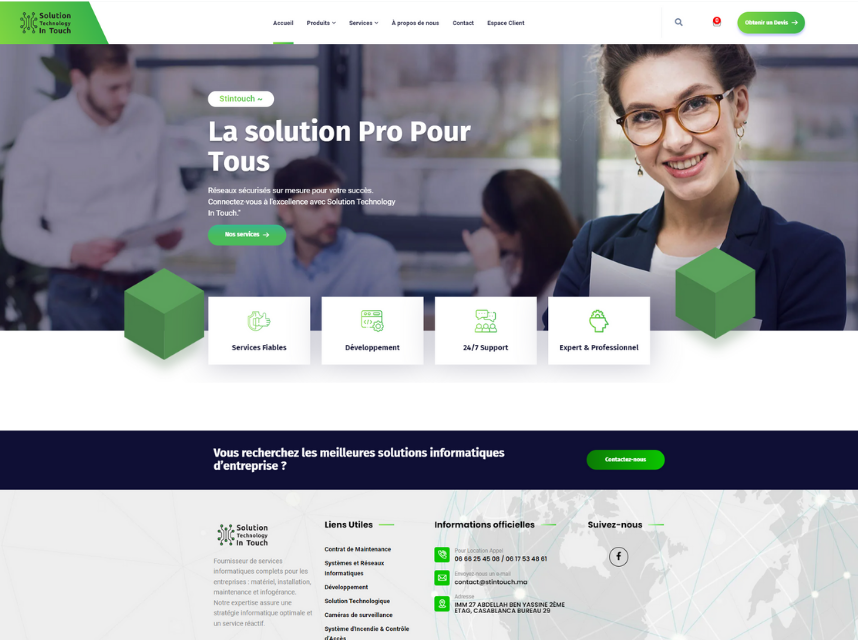 Solution
Technology
In Touch
Accueil
Produits
Services
À propos de nous
Contact
Espace Client
0
Obtenir un Devis →
Stintouch
La solution Pro Pour
Tous
Réseaux sécurisés sur mesure pour votre succès.
Connectez-vous à l'excellence avec Solution Technology
In Touch."
Nos services →
Services Fiables
Développement
24/7 Support
Expert & Professionnel
Vous recherchez les meilleures solutions informatiques
d'entreprise ?
Contactez-nous
Solution
Technology
In Touch
Fournisseur de services
informatiques complets pour les
entreprises : matériel, installation,
maintenance et infogérance.
Notre expertise assure une
stratégie informatique optimale et
un service réactif.
Liens Utiles
Contrat de Maintenance
Systèmes et Réseaux
Informatiques
Développement
Solution Technologique
Caméras de surveillance
Système d'Incendie & Contrôle
d'Accès
Informations officielles
Pour Location Apper
06 66 25 45 08 / 06 17 53 48 61
Envoyez-nous un e-mail
contact@stintouch.ma
Adresse
IMM 27 ABDELLAH BEN YASSINE 2ÈME
ETAG, CASABLANCA BUREAU 29
Suivez-nous